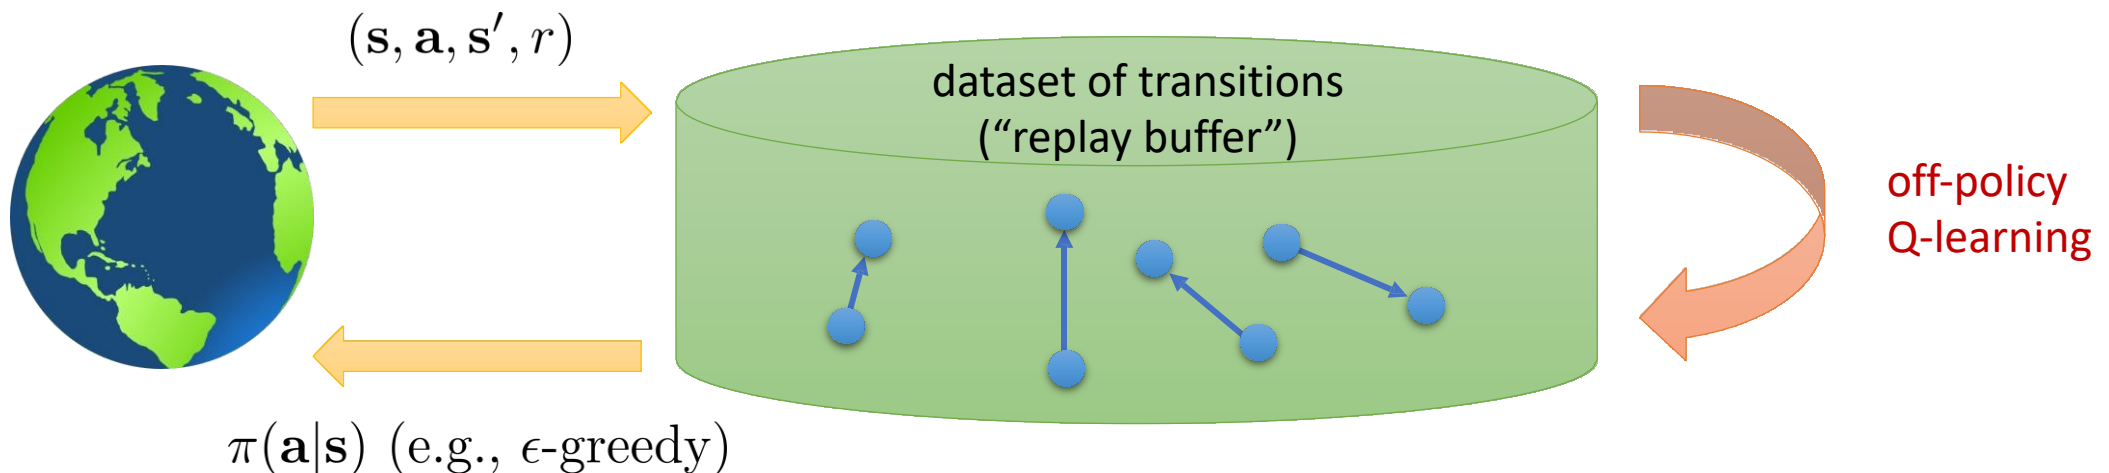 (s, a, s′, r)
dataset of transitions
(“replay buffer”)
off-policy
Q-learning
π(a|s) (e.g., ϵ-greedy)